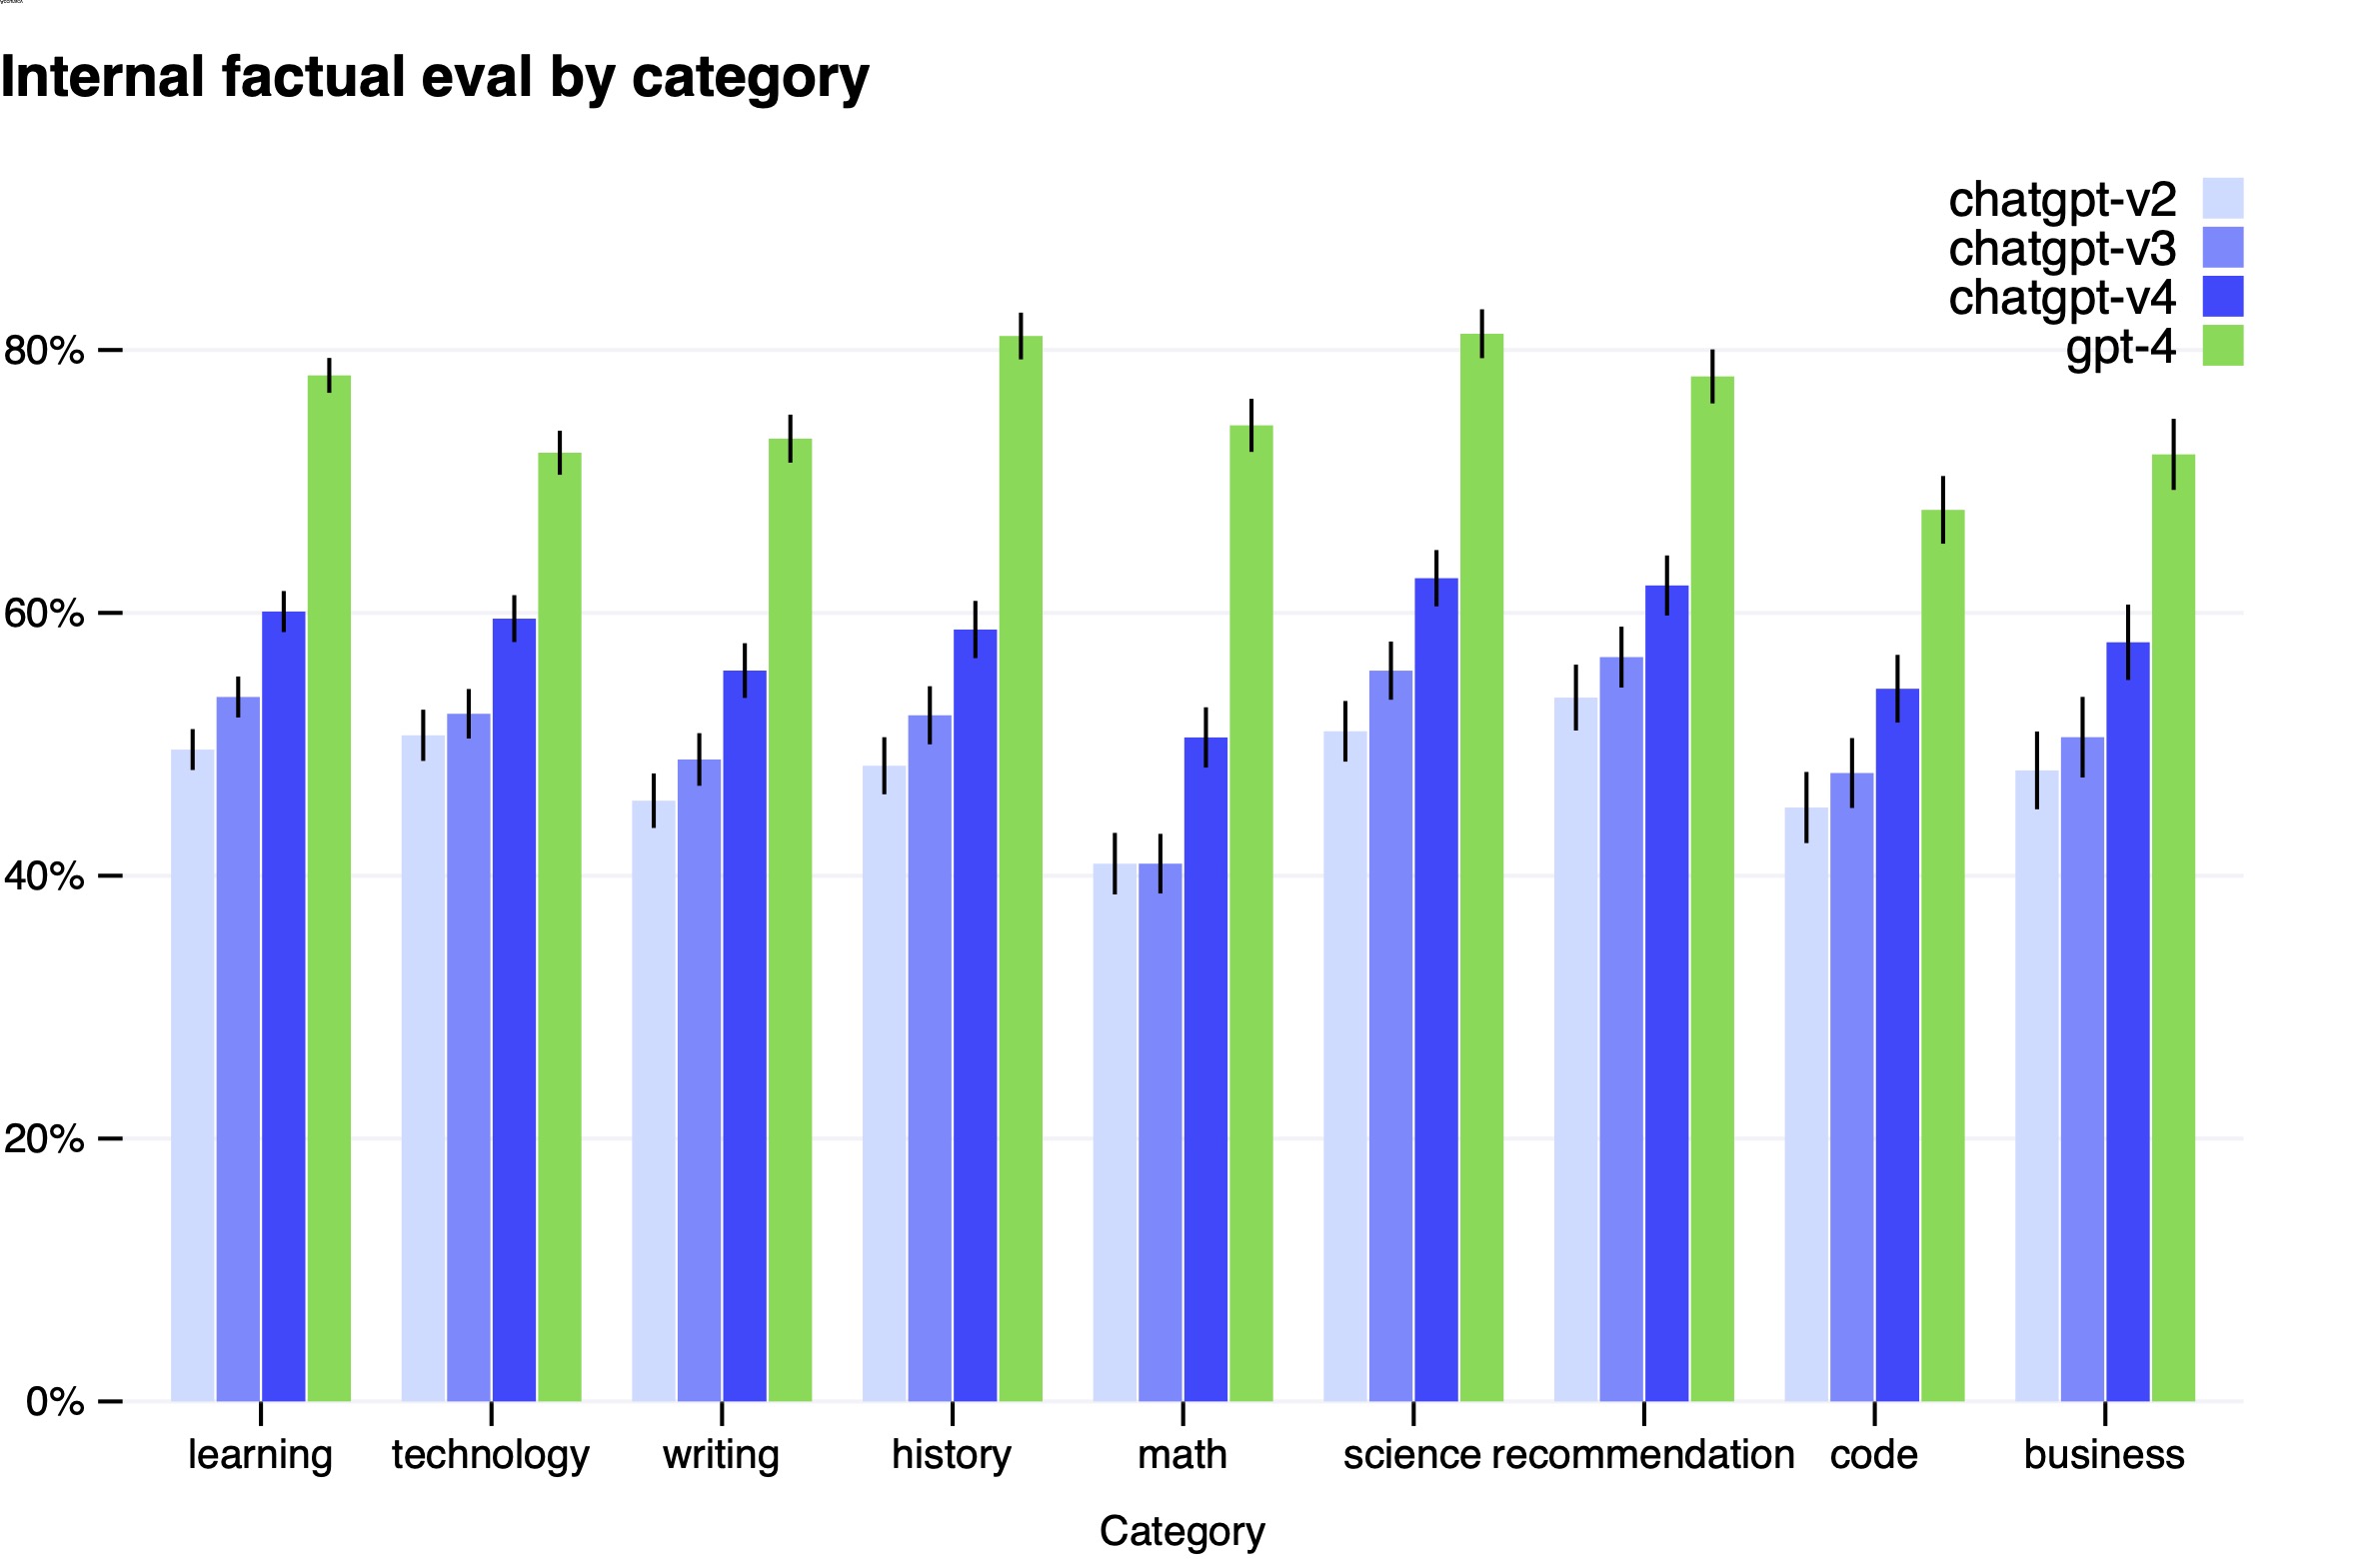 Internal factual eval by category
chatgpt-v2
chatgpt-v3
chatgpt-v4
gpt-4
80%
60%
40%
20%
0%
learning technology writing history math science recommendation code business
Category